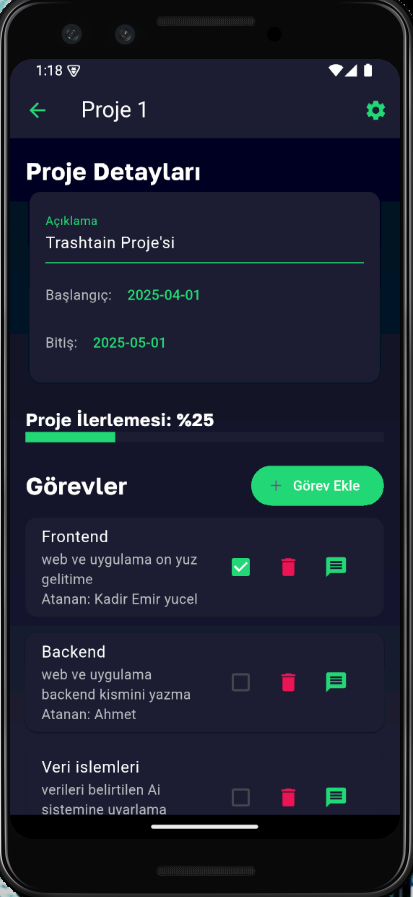 1:18
Proje 1
Proje Detayları
Açıklama
Trashtain Proje'si
Başlangıç: 2025-04-01
Bitiş: 2025-05-01
Proje İlerlemesi: %25
Görevler
+ Görev Ekle
Frontend
web ve uygulama on yuz
gelitime
Atanan: Kadir Emir yucel
Backend
web ve uygulama
backend kismini yazma
Atanan: Ahmet
Veri islemleri
verileri belirtilen Ai
sistemine uyarlama